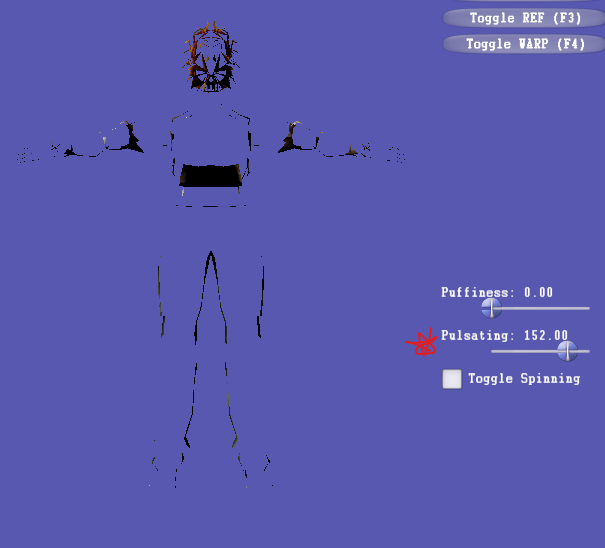 Toggle REF (F3)
Toggle WARP (F4)
Puffiness: 0.00
Pulsating: 152.00
Toggle Spinning